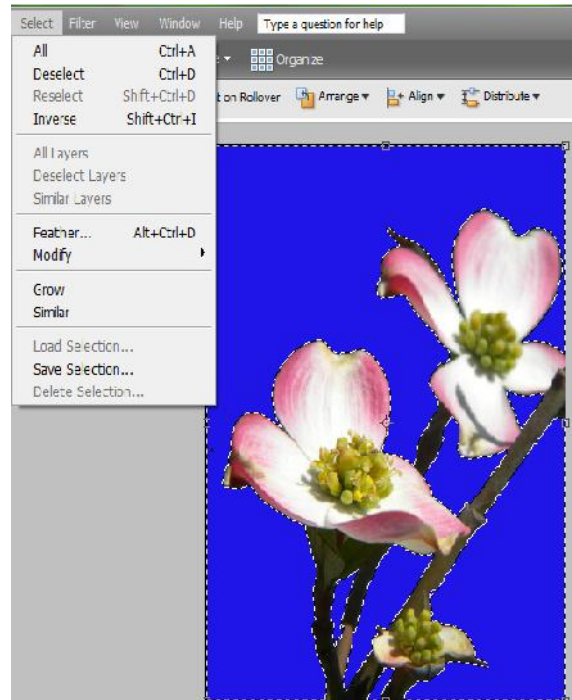 Select Filter View Window Help Type a question for help
Organize
t on Rollover Arrange Align Distribute
All Ctrl+A
Deselect Ctrl+D
Reselect Shift+Ctrl+D
Inverse Shift+Ctrl+I
All Layers
Deselect Layers
Similar Layers
Feather... Alt+Ctrl+D
Modify
Grow
Similar
Load Selection...
Save Selection...
Delete Selection...